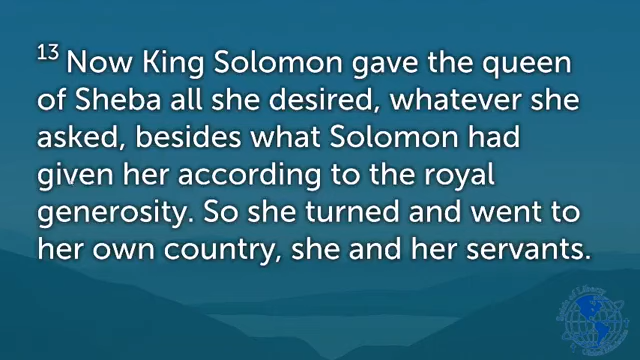 13 Now King Solomon gave the queen
of Sheba all she desired, whatever she
asked, besides what Solomon had
given her according to the royal
generosity. So she turned and went to
her own country, she and her servants.